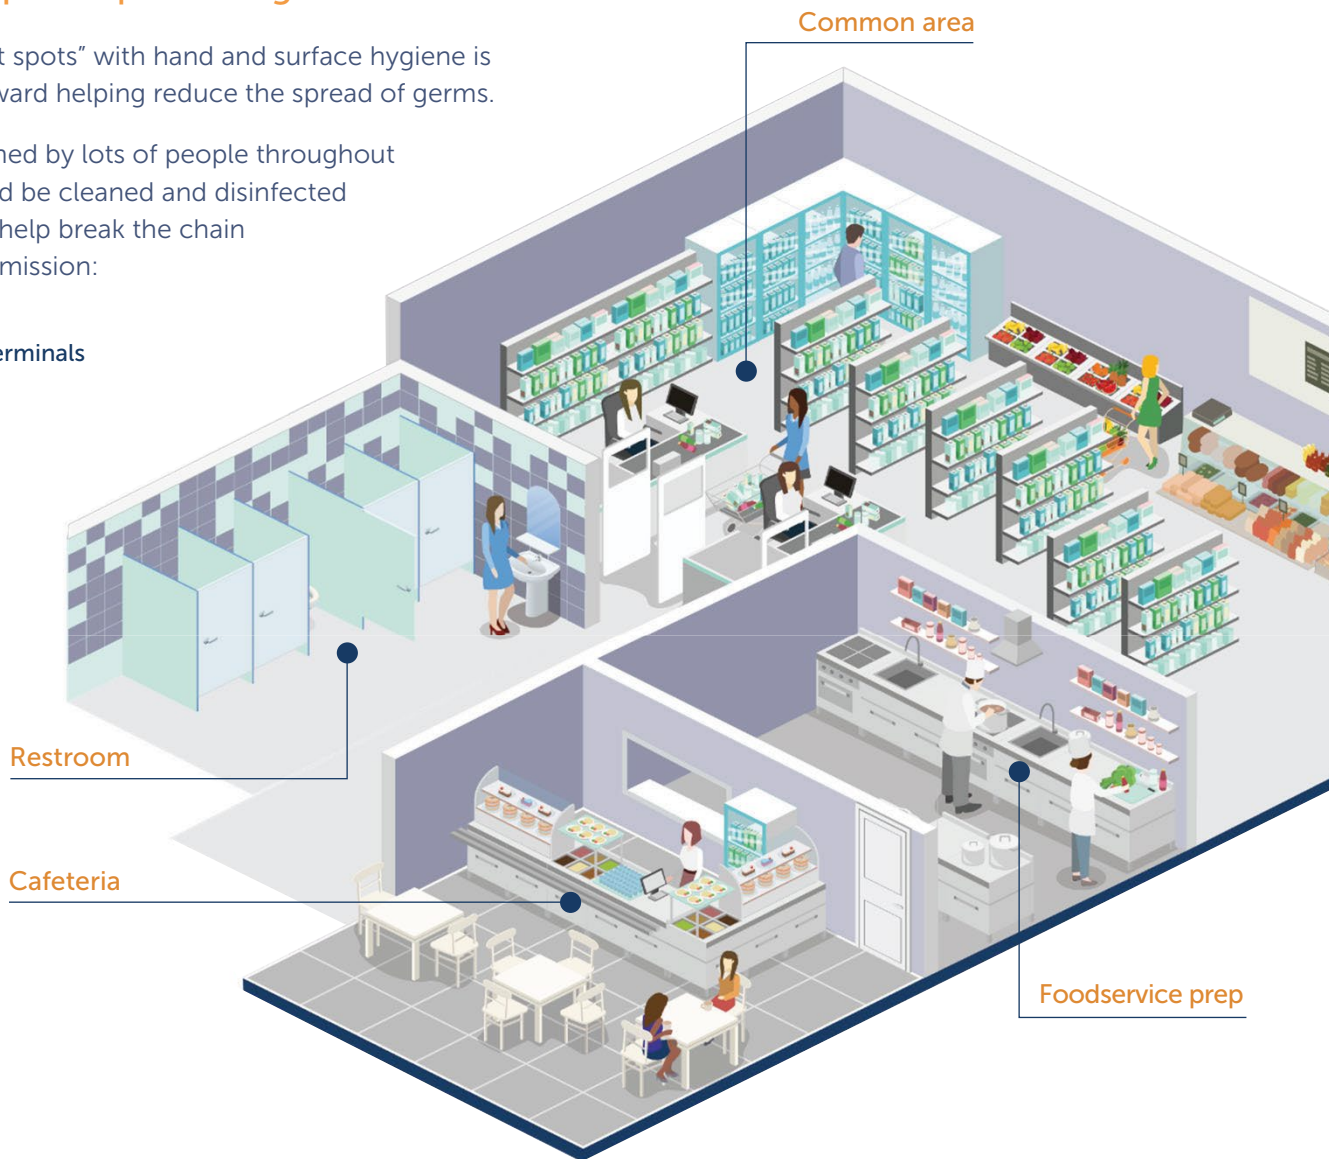 t spots” with hand and surface hygiene is
ward helping reduce the spread of germs.
ned by lots of people throughout
d be cleaned and disinfected
help break the chain
mission:
erminals
Common area
Restroom
Cafeteria
Foodservice prep